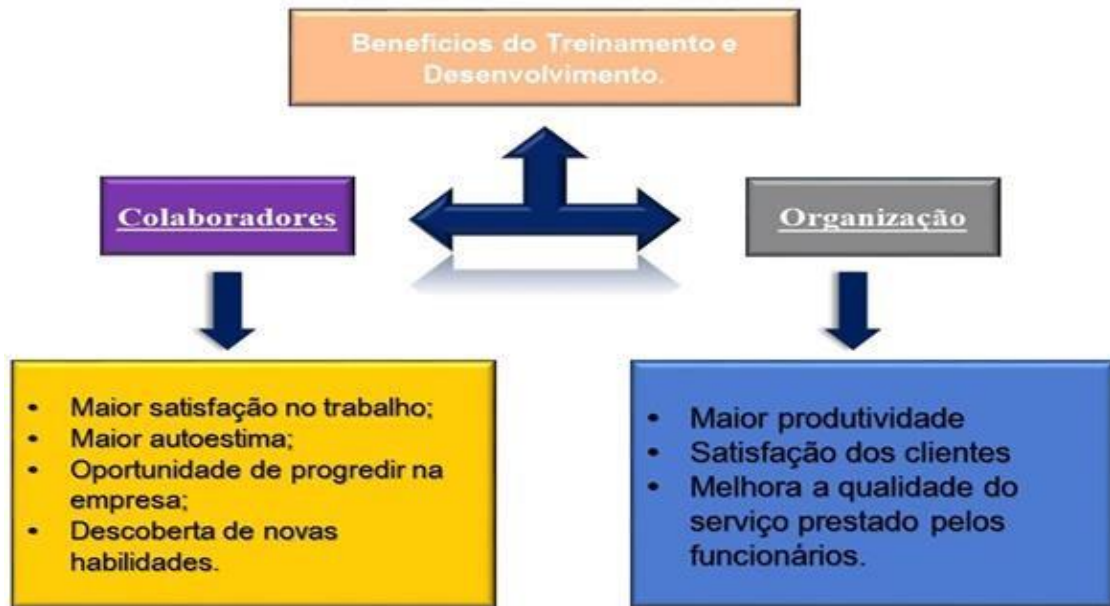 Beneficios do Treinamento e
Desenvolvimento.
Colaboradores
Organização
• Maior satisfação no trabalho;
• Maior autoestima;
• Oportunidade de progredir na
empresa;
• Descoberta de novas
habilidades.
• Maior produtividade
• Satisfação dos clientes
• Melhora a qualidade do
serviço prestado pelos
funcionários.